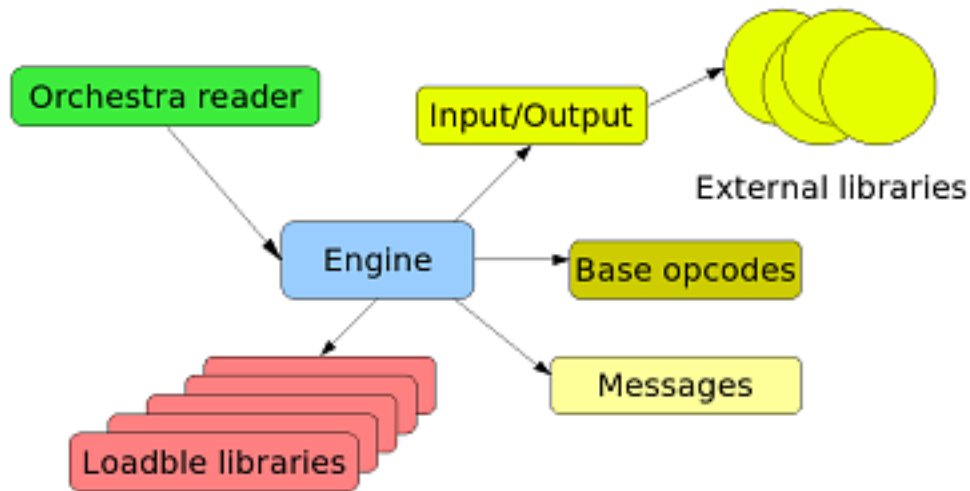 Orchestra reader
Input/Output
External libraries
Engine
Base opcodes
Messages
Loadble libraries